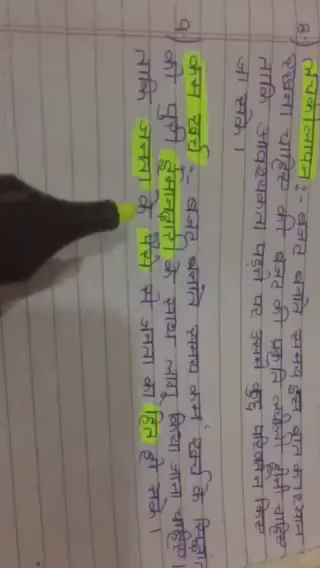 8:) लचीलापन :- बजट बनाते समय इस बात का ध्यान
रखना चाहिए की बजट की प्रकृति लचीली होनी चाहिए
ताकि आवश्यकता पड़ने पर उसमें कुछ परिवर्तन किए
जा सके।
9) कम खर्च :- बजट बनाते समय कम खर्च के सिद्धांत
को पुरी ईमानदारी के साथ लागू किया जाना चाहिए।
ताकि जनता के पैसे से जनता का हित हो सके।